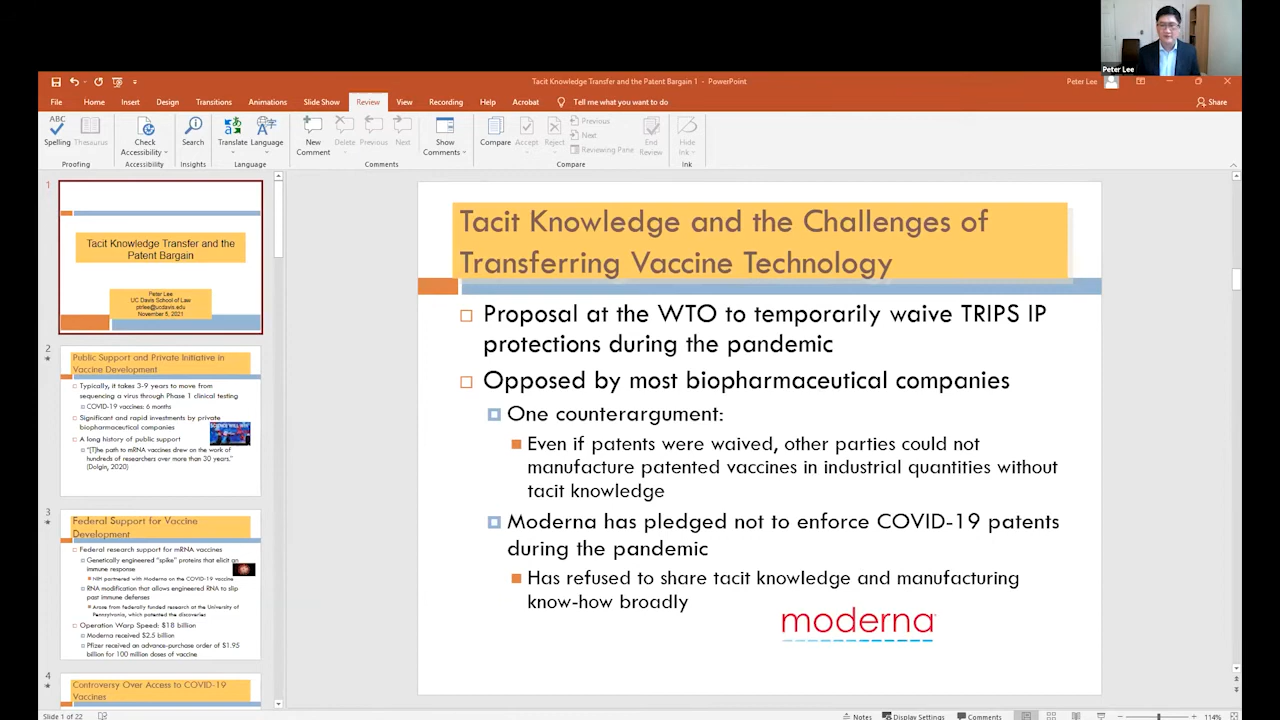 Peter Lee
Tacit Knowledge Transfer and the Patent Bargain 1 - PowerPoint
Peter Lee
File Home Insert Design Transitions Animations Slide Show Review View Recording Help Acrobat Tell me what you want to do Share
ABC
Spelling Thesaurus Check Accessibility Search Translate Language New Comment Delete Previous Next Show Comments Compare Accept Reject Previous Next Reviewing Pane End Review Hide Ink
Proofing Accessibility Insights Language Comments Compare Ink
1
Tacit Knowledge Transfer and the
Patent Bargain
Peter Lee
UC Davis School of Law
ptrlee@ucdavis.edu
November 5, 2021
2
Public Support and Private Initiative in
Vaccine Development
Typically, it takes 3-9 years to move from
sequencing a virus through Phase 1 clinical testing
COVID-19 vaccines: 6 months
Significant and rapid investments by private
biopharmaceutical companies
SCIENCE WILL WIN
A long history of public support
"[T]he path to mRNA vaccines drew on the work of
hundreds of researchers over more than 30 years."
(Dolgin, 2020)
3
Federal Support for Vaccine
Development
Federal research support for mRNA vaccines
Genetically engineered "spike" proteins that elicit an
immune response
NIH partnered with Moderna on the COVID-19 vaccine
RNA modification that allows engineered RNA to slip
past immune defenses
Arose from federally funded research at the University of
Pennsylvania, which patented the discoveries
Operation Warp Speed: $18 billion
Moderna received $2.5 billion
Pfizer received an advance-purchase order of $1.95
billion for 100 million doses of vaccine
4
Controversy Over Access to COVID-19
Vaccines
Tacit Knowledge and the Challenges of
Transferring Vaccine Technology
Proposal at the WTO to temporarily waive TRIPS IP
protections during the pandemic
Opposed by most biopharmaceutical companies
One counterargument:
Even if patents were waived, other parties could not
manufacture patented vaccines in industrial quantities without
tacit knowledge
Moderna has pledged not to enforce COVID-19 patents
during the pandemic
Has refused to share tacit knowledge and manufacturing
know-how broadly
moderna
Slide 1 of 22 Notes Display Settings Comments 114%